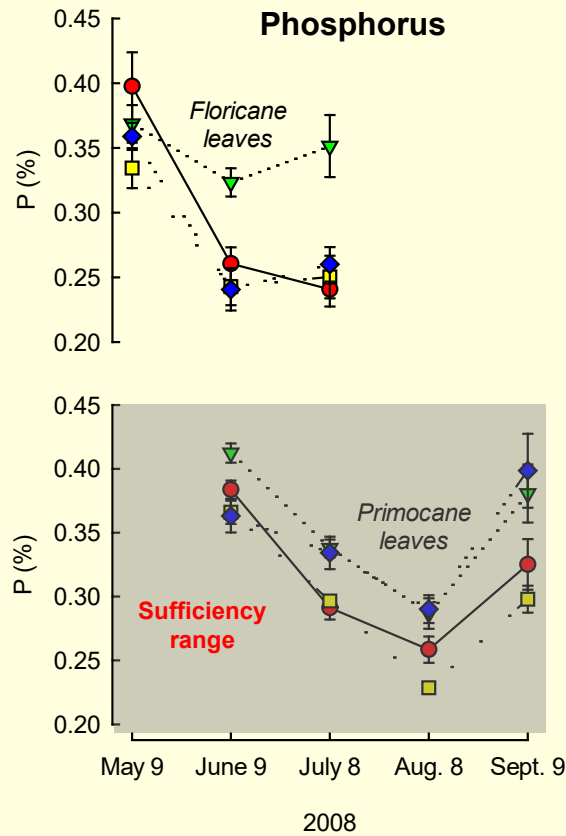 Phosphorus
0.45
0.40
0.35
0.30
0.25
0.20
P (%)
Floricane
leaves
0.45
0.40
0.35
0.30
0.25
0.20
P (%)
Primocane
leaves
Sufficiency
range
May 9 June 9 July 8 Aug. 8 Sept. 9
2008